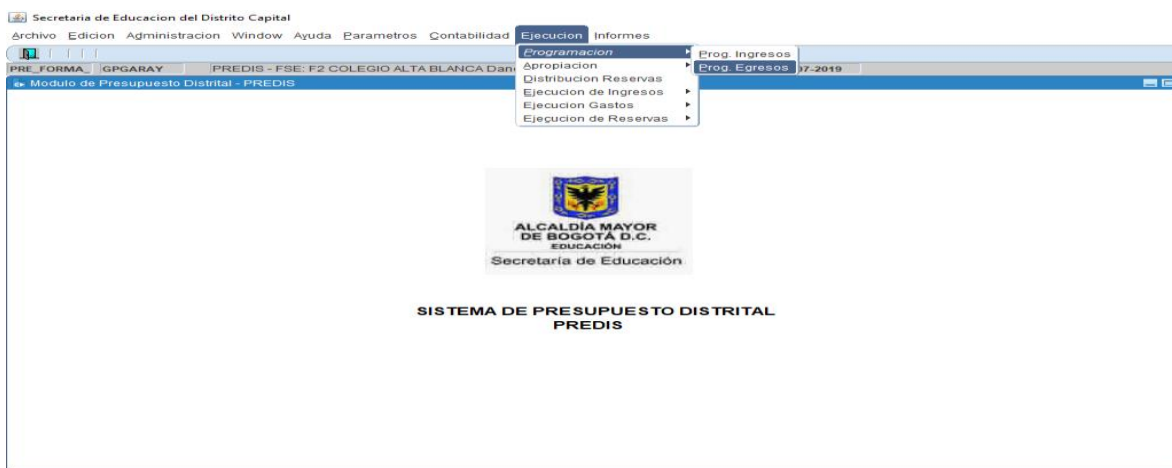 Secretaria de Educacion del Distrito Capital
Archivo Edicion Administracion Window Ayuda Parametros Contabilidad Ejecucion Informes
Programacion Prog. Ingresos
PRE_FORMA_ GPGARAY PREDIS - FSE: F2 COLEGIO ALTA BLANCA Apropiacion Prog. Egresos 07-2019
Modulo de Presupuesto Distrital - PREDIS Distribucion Reservas
Ejecucion de Ingresos
Ejecucion Gastos
Ejecucion de Reservas
ALCALDÍA MAYOR
DE BOGOTÁ D.C.
EDUCACIÓN
Secretaría de Educación
SISTEMA DE PRESUPUESTO DISTRITAL
PREDIS